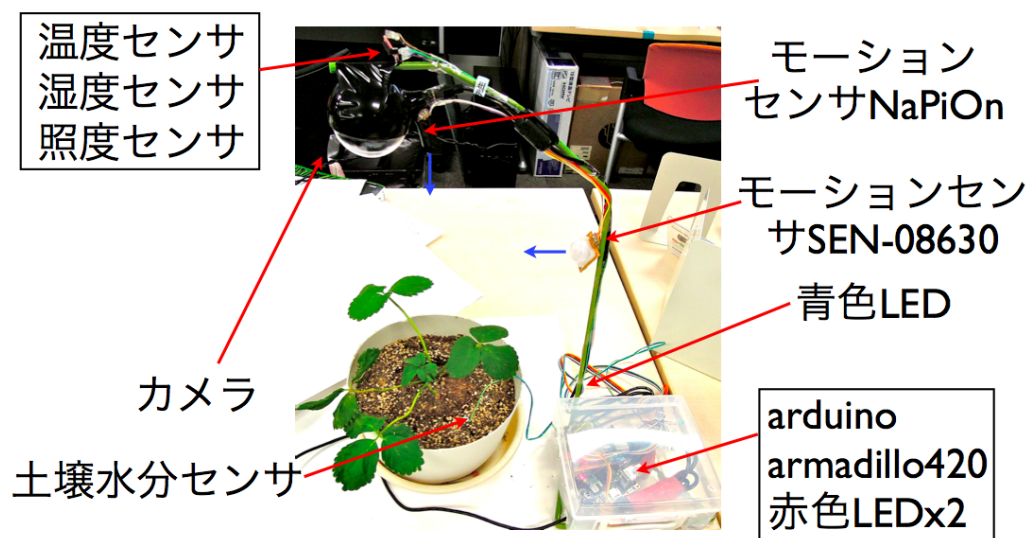 温度センサ
湿度センサ
照度センサ
モーション
センサNaPiOn
モーションセン
サSEN-08630
青色LED
カメラ
土壌水分センサ
arduino
armadillo420
赤色LEDx2